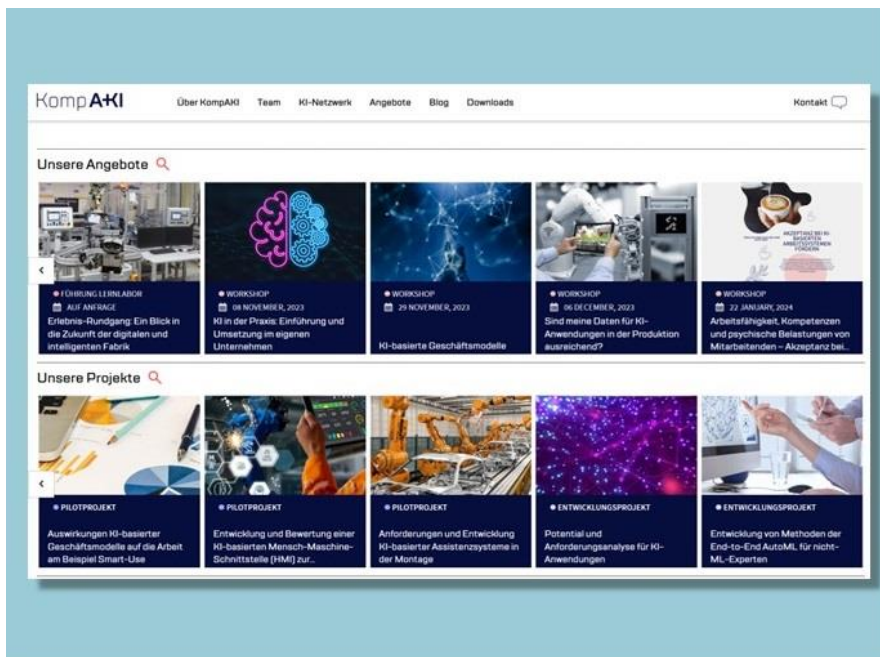 KompAKI
Über KompAKI Team KI-Netzwerk Angebote Blog Downloads Kontakt
Unsere Angebote
FÜHRUNG LERNLABOR
AUF ANFRAGE
Erlebnis-Rundgang: Ein Blick in
die Zukunft der digitalen und
intelligenten Fabrik
WORKSHOP
08 NOVEMBER, 2023
KI in der Praxis: Einführung und
Umsetzung im eigenen
Unternehmen
WORKSHOP
29 NOVEMBER, 2023
KI-basierte Geschäftsmodelle
WORKSHOP
06 DECEMBER, 2023
Sind meine Daten für KI-
Anwendungen in der Produktion
ausreichend?
AKZEPTANZ BEI KI-
BASIERTEN
ARBEITSSYSTEMEN
FÖRDERN
WORKSHOP
22 JANUARY, 2024
Arbeitsfähigkeit, Kompetenzen
und psychische Belastungen von
Mitarbeitenden – Akzeptanz bei...
Unsere Projekte
PILOTPROJEKT
Auswirkungen KI-basierter
Geschäftsmodelle auf die Arbeit
am Beispiel Smart-Use
PILOTPROJEKT
Entwicklung und Bewertung einer
KI-basierten Mensch-Maschine-
Schnittstelle (HMI) zur...
PILOTPROJEKT
Anforderungen und Entwicklung
KI-basierter Assistenzsysteme in
der Montage
ENTWICKLUNGSPROJEKT
Potential und
Anforderungsanalyse für KI-
Anwendungen
ENTWICKLUNGSPROJEKT
Entwicklung von Methoden der
End-to-End AutoML für nicht-
ML-Experten